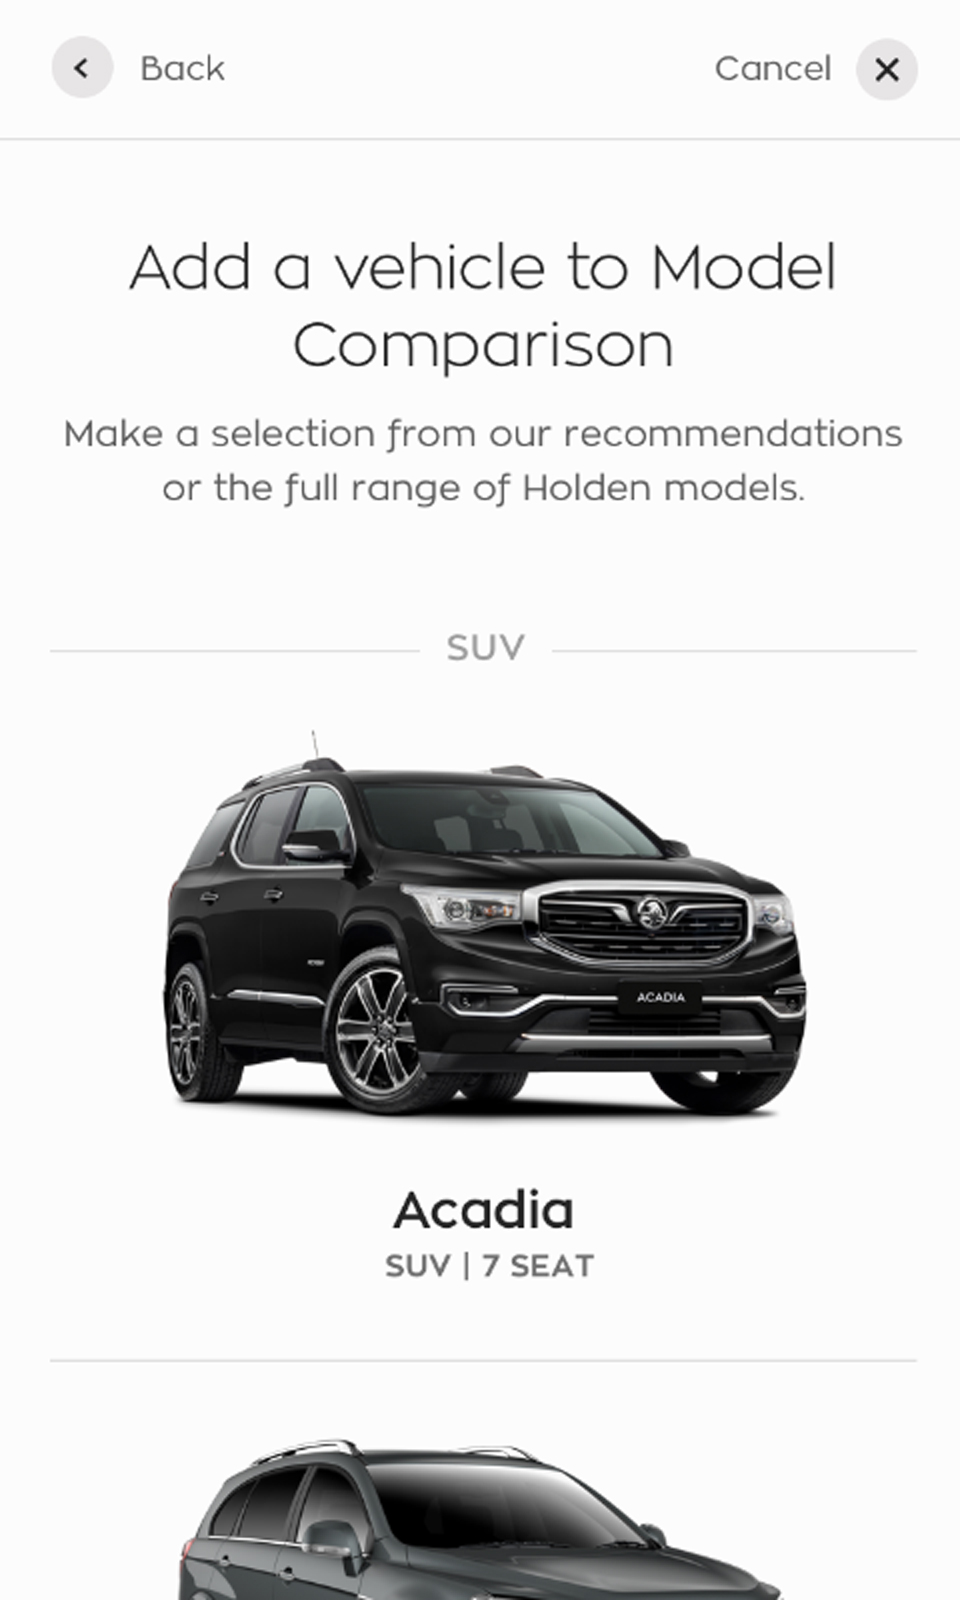 Back
Cancel
Add a vehicle to Model
Comparison
Make a selection from our recommendations
or the full range of Holden models.
SUV
ACADIA
Acadia
SUV | 7 SEAT